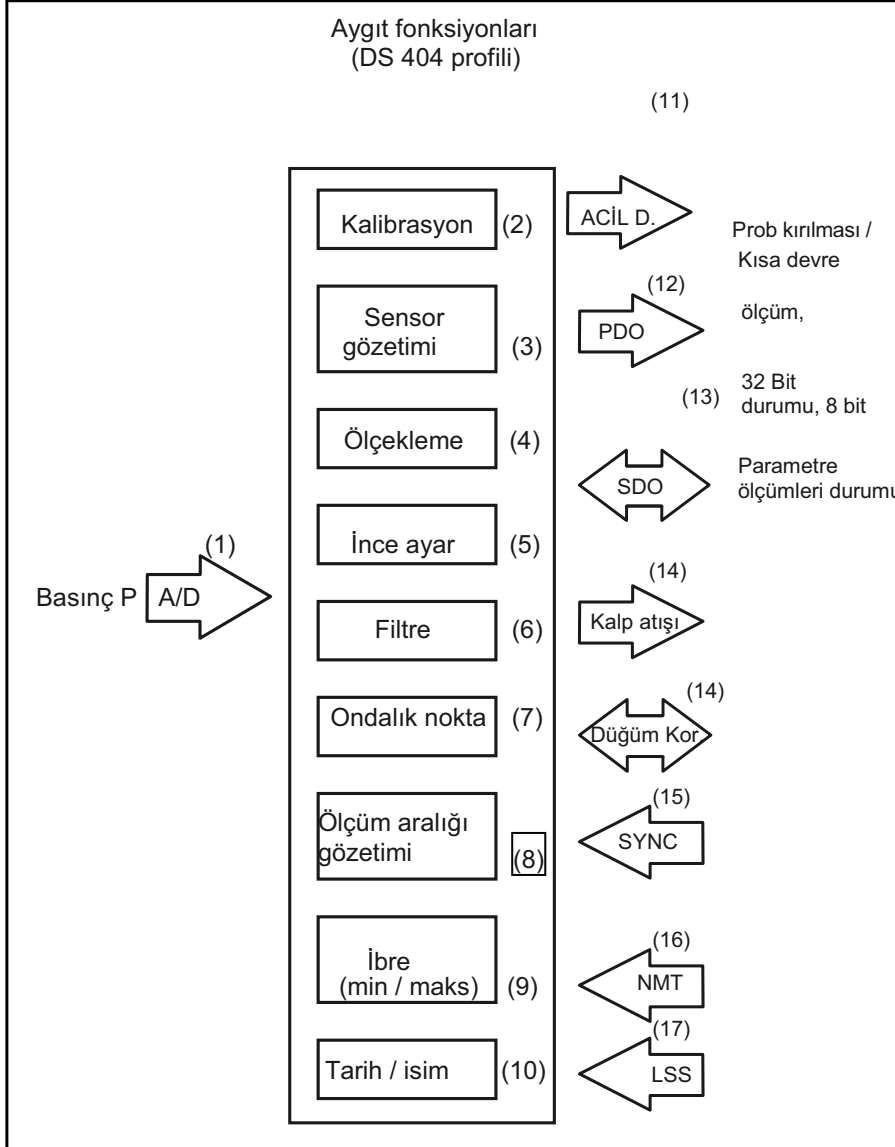 Aygıt fonksiyonları
(DS 404 profili)
(11)
Kalibrasyon (2)
ACİL D.
Prob kırılması /
Kısa devre
Sensor
gözetimi (3)
(12)
PDO
ölçüm,
(13)
32 Bit
durumu, 8 bit
Ölçekleme (4)
SDO
Parametre
ölçümleri durumu
(1)
Basınç P A/D
İnce ayar (5)
Filtre (6)
(14)
Kalp atışı
Ondalık nokta (7)
(14)
Düğüm Kor.
Ölçüm aralığı
gözetimi (8)
(15)
SYNC
İbre
(min / maks) (9)
(16)
NMT
Tarih / isim (10)
(17)
LSS